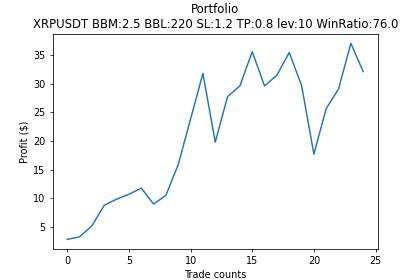 Portfolio
XRPUSDT BBM:2.5 BBL:220 SL:1.2 TP:0.8 lev:10 WinRatio:76.0
35
30
25
20
15
10
5
Profit ($)
0 5 10 15 20 25
Trade counts